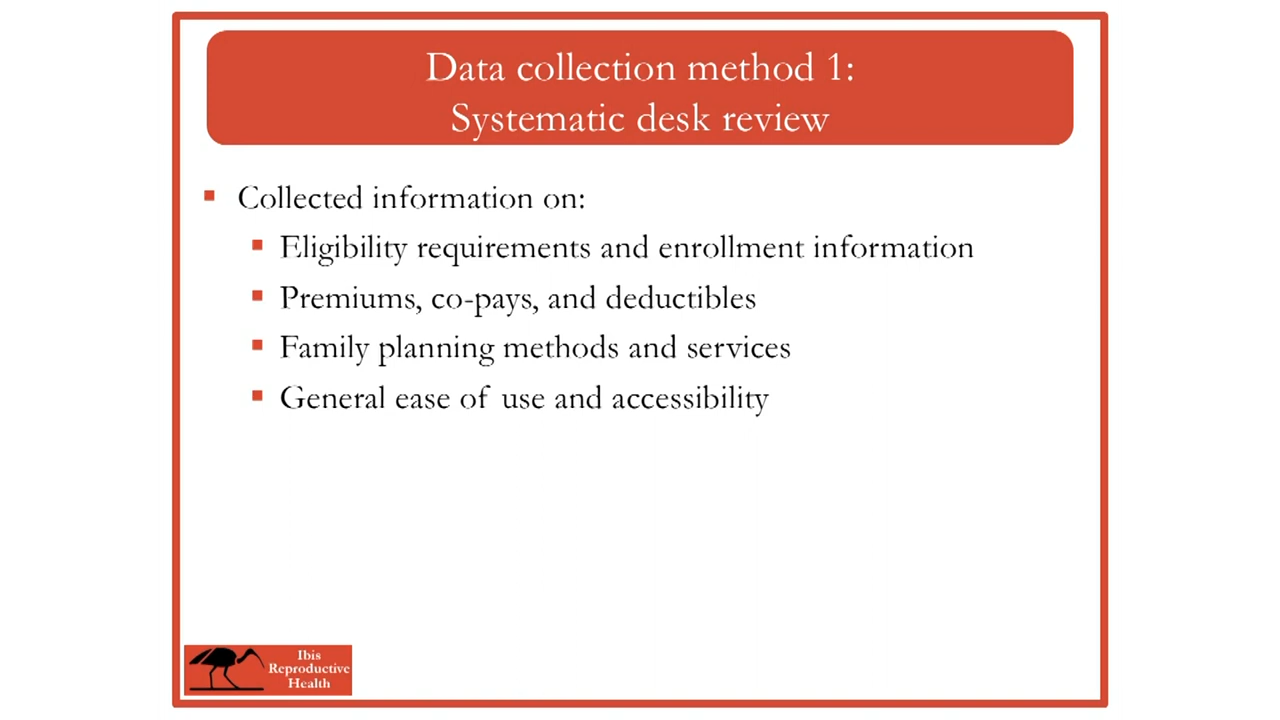 Data collection method 1:
Systematic desk review
Collected information on:
Eligibility requirements and enrollment information
Premiums, co-pays, and deductibles
Family planning methods and services
General ease of use and accessibility
Ibis
Reproductive
Health